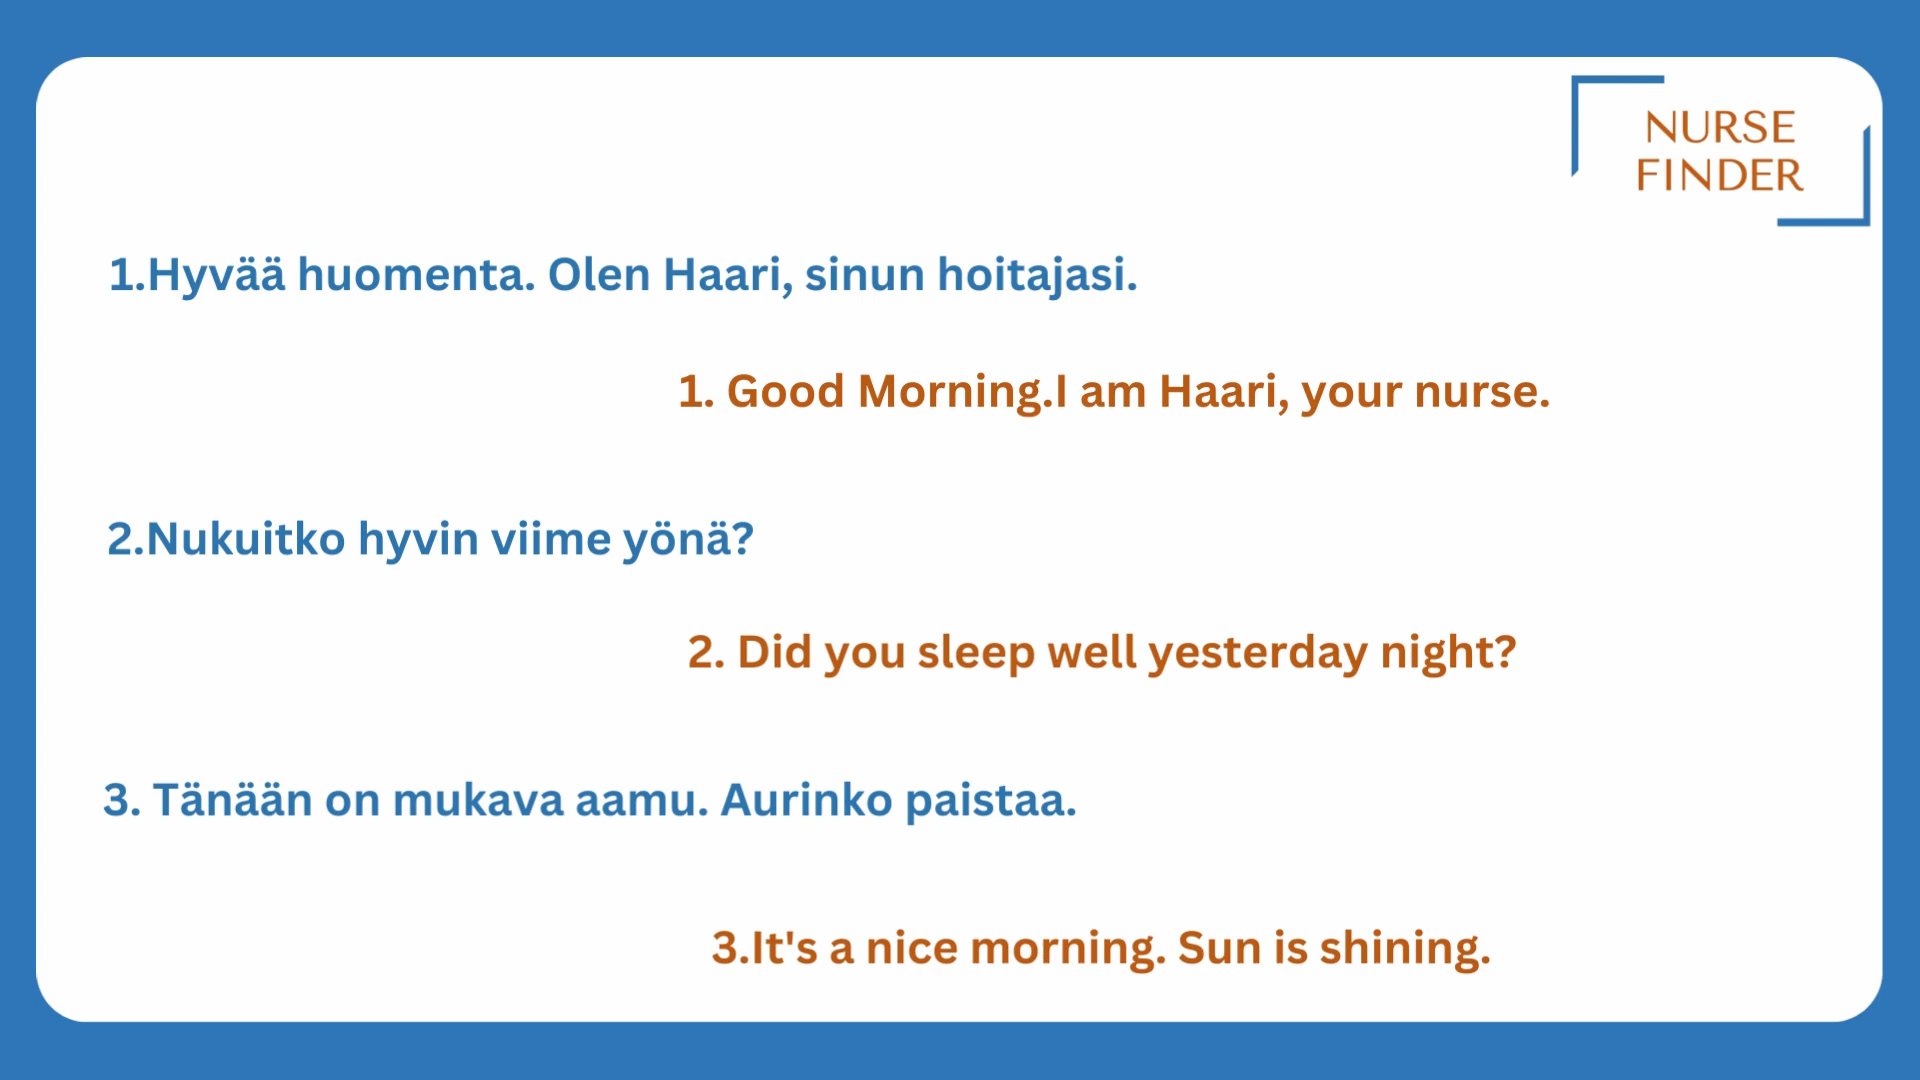 NURSE
FINDER
1.Hyvää huomenta. Olen Haari, sinun hoitajasi.
1. Good Morning.I am Haari, your nurse.
2.Nukuitko hyvin viime yönä?
2. Did you sleep well yesterday night?
3. Tänään on mukava aamu. Aurinko paistaa.
3.It's a nice morning. Sun is shining.